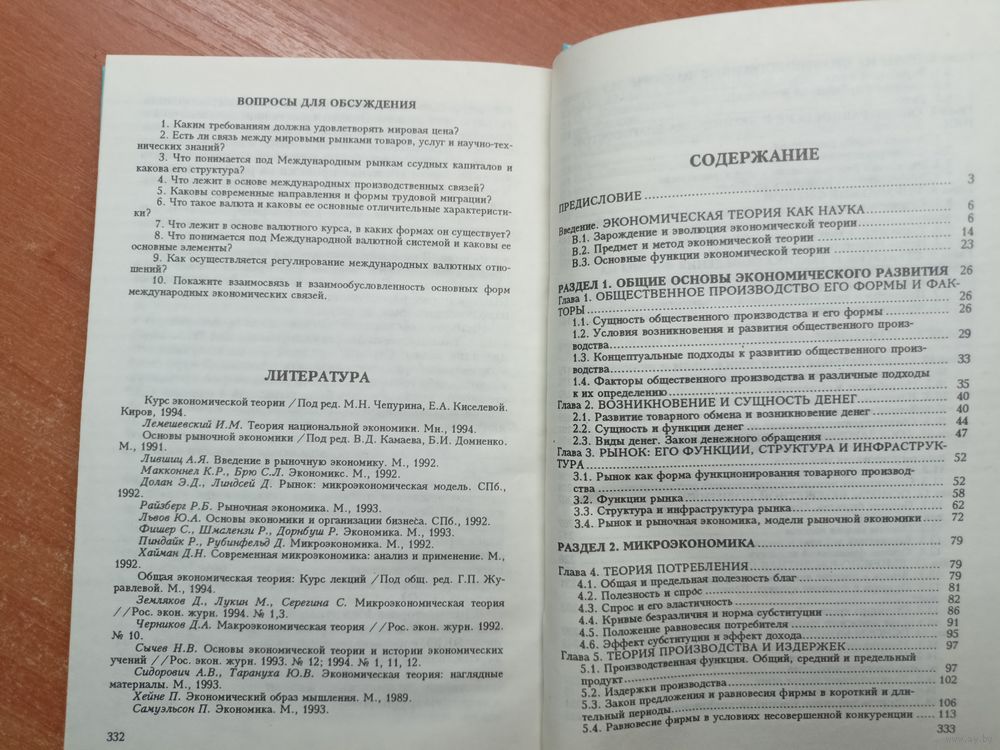 ВОПРОСЫ ДЛЯ ОБСУЖДЕНИЯ
1. Каким требованиям должна удовлетворять мировая цена?
2. Есть ли связь между мировыми рынками товаров, услуг и научно-тех-
нических знаний?
3. Что понимается под Международным рынкам ссудных капиталов и
какова его структура?
4. Что лежит в основе международных производственных связей?
5. Каковы современные направления и формы трудовой миграции?
6. Что такое валюта и каковы ее основные отличительные характеристи-
ки?
7. Что лежит в основе валютного курса, в каких формах он существует?
8. Что понимается под Международной валютной системой и каковы ее
основные элементы?
9. Как осуществляется регулирование международных валютных отно-
шений?
10. Покажите взаимосвязь и взаимообусловленность основных форм
международных экономических связей.
ЛИТЕРАТУРА
Курс экономической теории /Под ред. М.Н. Чепурина, Е.А. Киселевой.
Киров, 1994.
Лемешевский И.М. Теория национальной экономики. Мн., 1994.
Основы рыночной экономики /Под ред. В.Д. Камаева, Б.И. Домненко.
М., 1991.
Лившиц А.Я. Введение в рыночную экономику. М., 1992.
Макконнел К.Р., Брю С.Л. Экономикс. М., 1992.
Долан Э.Д., Линдсей Д. Рынок: микроэкономическая модель. СПб.,
1992.
Райзберг Р.Б. Рыночная экономика. М., 1993.
Львов Ю.А. Основы экономики и организации бизнеса. СПб., 1992.
Фишер С., Шмалензи Р., Дорнбуш Р. Экономика. М., 1993.
Пиндайк Р., Рубинфельд Д. Микроэкономика. М., 1992.
Хайман Д.Н. Современная микроэкономика: анализ и применение. М.,
1992.
Общая экономическая теория: Курс лекций /Под общ. ред. Г.П. Жу-
равлевой. М., 1994.
Земляков Д., Лукин М., Серегина С. Микроэкономическая теория
//Рос. экон. журн. 1994. № 1,3.
Черников Д.А. Макроэкономическая теория //Рос. экон. журн. 1992.
№ 10.
Сычев Н.В. Основы экономической теории и истории экономических
учений //Рос. экон. журн. 1993. № 12; 1994. № 1, 11, 12.
Сидорович А.В., Тарануха Ю.В. Экономическая теория: наглядные
материалы. М., 1993.
Хейне П. Экономический образ мышления. М., 1989.
Самуэльсон П. Экономика. М., 1993.
332
СОДЕРЖАНИЕ
ПРЕДИСЛОВИЕ 3
Введение. ЭКОНОМИЧЕСКАЯ ТЕОРИЯ КАК НАУКА 6
В.1. Зарождение и эволюция экономической теории 6
В.2. Предмет и метод экономической теории 14
В.3. Основные функции экономической теории 23
РАЗДЕЛ 1. ОБЩИЕ ОСНОВЫ ЭКОНОМИЧЕСКОГО РАЗВИТИЯ 26
Глава 1. ОБЩЕСТВЕННОЕ ПРОИЗВОДСТВО ЕГО ФОРМЫ И ФАК-
ТОРЫ 26
1.1. Сущность общественного производства и его формы 26
1.2. Условия возникновения и развития общественного произ-
водства 29
1.3. Концептуальные подходы к развитию общественного произ-
водства 33
1.4. Факторы общественного производства и различные подходы
к их определению 35
Глава 2. ВОЗНИКНОВЕНИЕ И СУЩНОСТЬ ДЕНЕГ 40
2.1. Развитие товарного обмена и возникновение денег 40
2.2. Сущность и функции денег 44
2.3. Виды денег. Закон денежного обращения 47
Глава 3. РЫНОК: ЕГО ФУНКЦИИ, СТРУКТУРА И ИНФРАСТРУК-
ТУРА 52
3.1. Рынок как форма функционирования товарного производ-
ства 52
3.2. Функции рынка 58
3.3. Структура и инфраструктура рынка 62
3.4. Рынок и рыночная экономика, модели рыночной экономики 72
РАЗДЕЛ 2. МИКРОЭКОНОМИКА 79
Глава 4. ТЕОРИЯ ПОТРЕБЛЕНИЯ 79
4.1. Общая и предельная полезность благ 79
4.2. Полезность и спрос 81
4.3. Спрос и его эластичность 82
4.4. Кривые безразличия и норма субституции 86
4.5. Положение равновесия потребителя 91
4.6. Эффект субституции и эффект дохода 95
Глава 5. ТЕОРИЯ ПРОИЗВОДСТВА И ИЗДЕРЖЕК 97
5.1. Производственная функция. Общий, средний и предельный
продукт 97
5.2. Издержки производства 102
5.3. Закон предложения и равновесия фирмы в короткий и дли-
тельный периоды 106
5.4. Равновесие фирмы в условиях несовершенной конкуренции 113
333